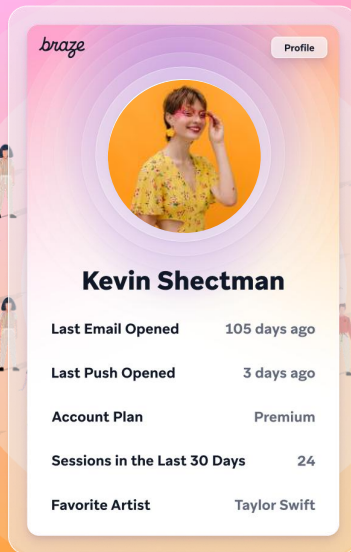 braze
Profile
Kevin Shectman
Last Email Opened 105 days ago
Last Push Opened 3 days ago
Account Plan Premium
Sessions in the Last 30 Days 24
Favorite Artist Taylor Swift